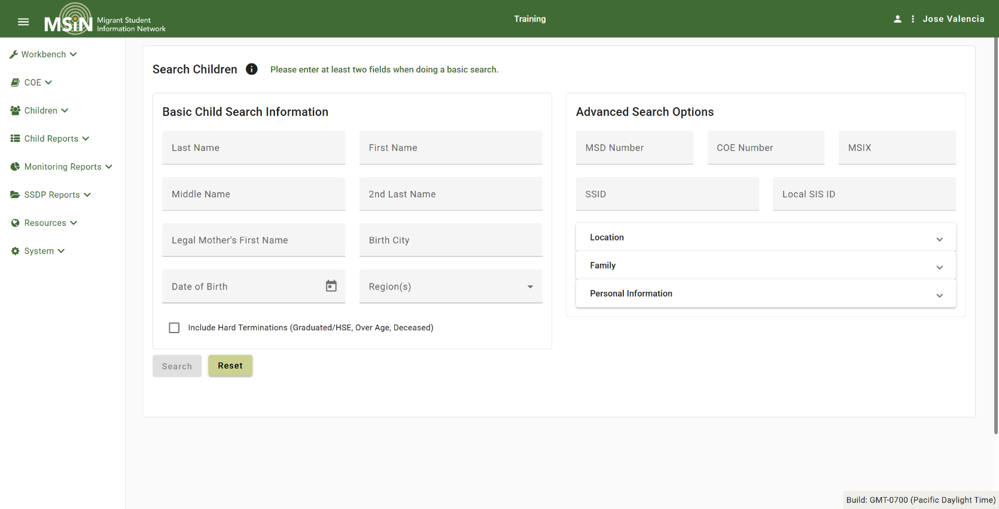 MSiN Migrant Student
Information Network
Training
Jose Valencia
Workbench
COE
Children
Child Reports
Monitoring Reports
SSDP Reports
Resources
System
Search Children
Please enter at least two fields when doing a basic search.
Basic Child Search Information
Last Name
First Name
Middle Name
2nd Last Name
Legal Mother's First Name
Birth City
Date of Birth
Region(s)
Include Hard Terminations (Graduated/HSE, Over Age, Deceased)
Search
Reset
Advanced Search Options
MSD Number
COE Number
MSIX
SSID
Local SIS ID
Location
Family
Personal Information
Build: GMT-0700 (Pacific Daylight Time)